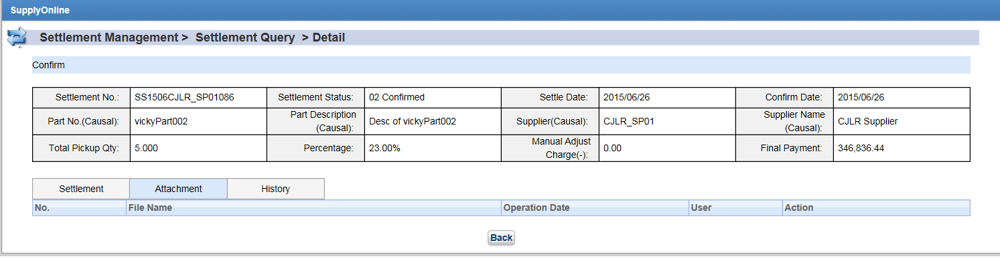 SupplyOnline
Settlement Management > Settlement Query > Detail
Confirm
Settlement No.: SS1506CJLR_SP01086 Settlement Status: 02 Confirmed Settle Date: 2015/06/26 Confirm Date: 2015/06/26
Part No.(Causal): vickyPart002 Part Description (Causal): Desc of vickyPart002 Supplier(Causal): CJLR_SP01 Supplier Name (Causal): CJLR Supplier
Total Pickup Qty: 5.000 Percentage: 23.00% Manual Adjust Charge(-): 0.00 Final Payment: 346,836.44
Settlement Attachment History
No. File Name Operation Date User Action
Back